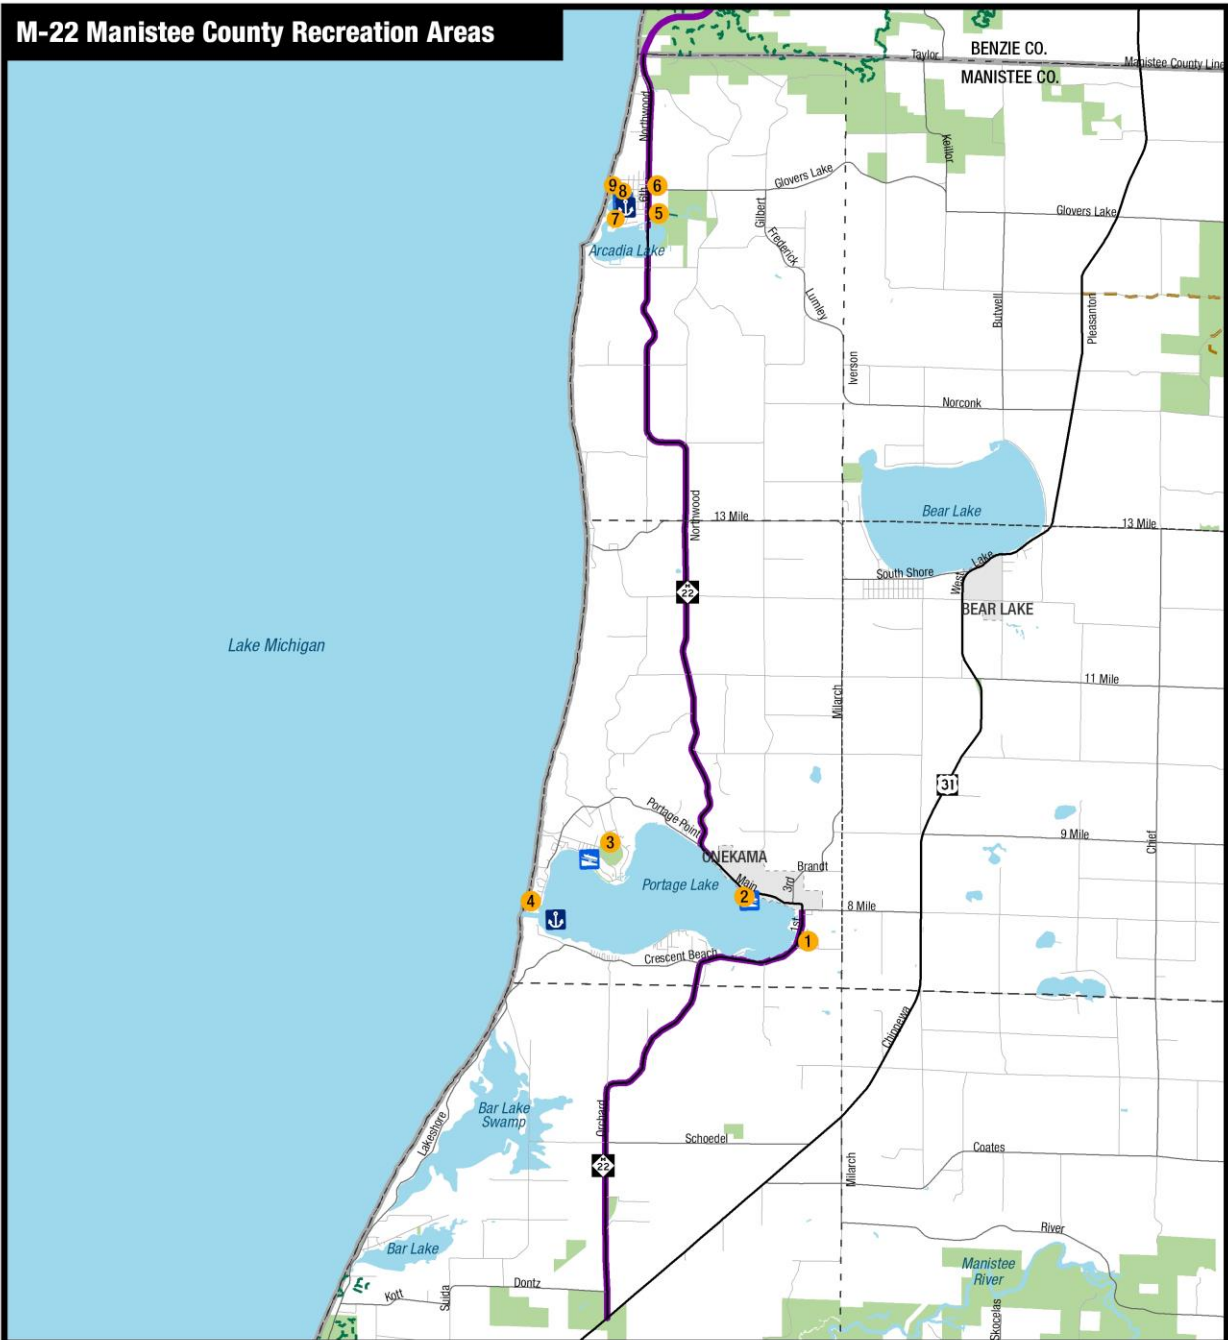 M-22 Manistee County Recreation Areas
BENZIE CO.
Taylor
Manistee County Line
MANISTEE CO.
Northwood
Keillor
Glovers Lake
9
8
6
6th
7
5
Gilbert
Glovers Lake
Arcadia Lake
Frederick
Lumley
Butwell
Pleasanton
Iverson
Norconk
Northwood
13 Mile
Bear Lake
13 Mile
South Shore
West
Lake
M
22
BEAR LAKE
Lake Michigan
11 Mile
Milarch
31
Portage Point
9 Mile
Chief
3
ONEKAMA
Brandt
Portage Lake
Main
3rd
2
4
8 Mile
1st
1
Crescent Beach
Chippewa
Bar Lake
Swamp
Orchard
Lakeshore
Schoedel
Coates
M
22
Milarch
River
Bar Lake
Manistee
River
Dontz
Kott
Suida
Skocelas